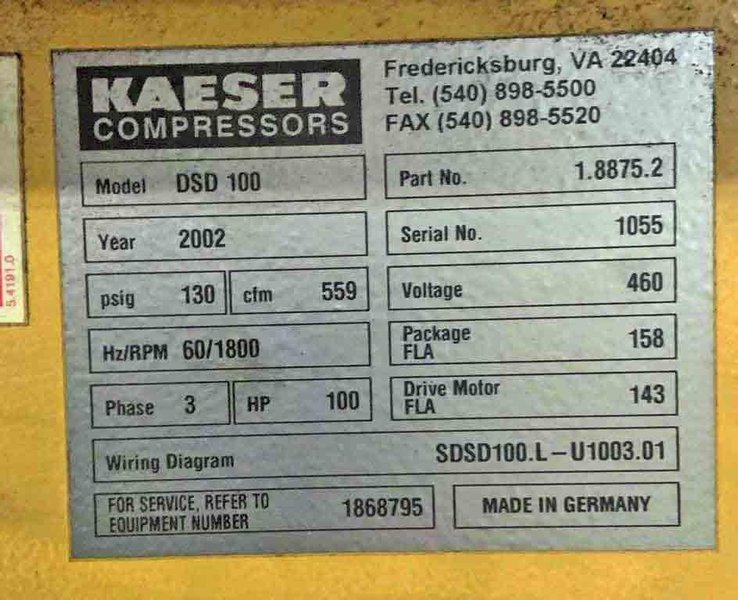 KAESER
COMPRESSORS
Fredericksburg, VA 22404
Tel. (540) 898-5500
FAX (540) 898-5520
Model DSD 100
Part No. 1.8875.2
Year 2002
Serial No. 1055
psig 130 cfm 559
Voltage 460
Hz/RPM 60/1800
Package
FLA 158
Phase 3 HP 100
Drive Motor
FLA 143
Wiring Diagram SDSD100.L-U1003.01
FOR SERVICE, REFER TO
EQUIPMENT NUMBER 1868795
MADE IN GERMANY
5.4191.0